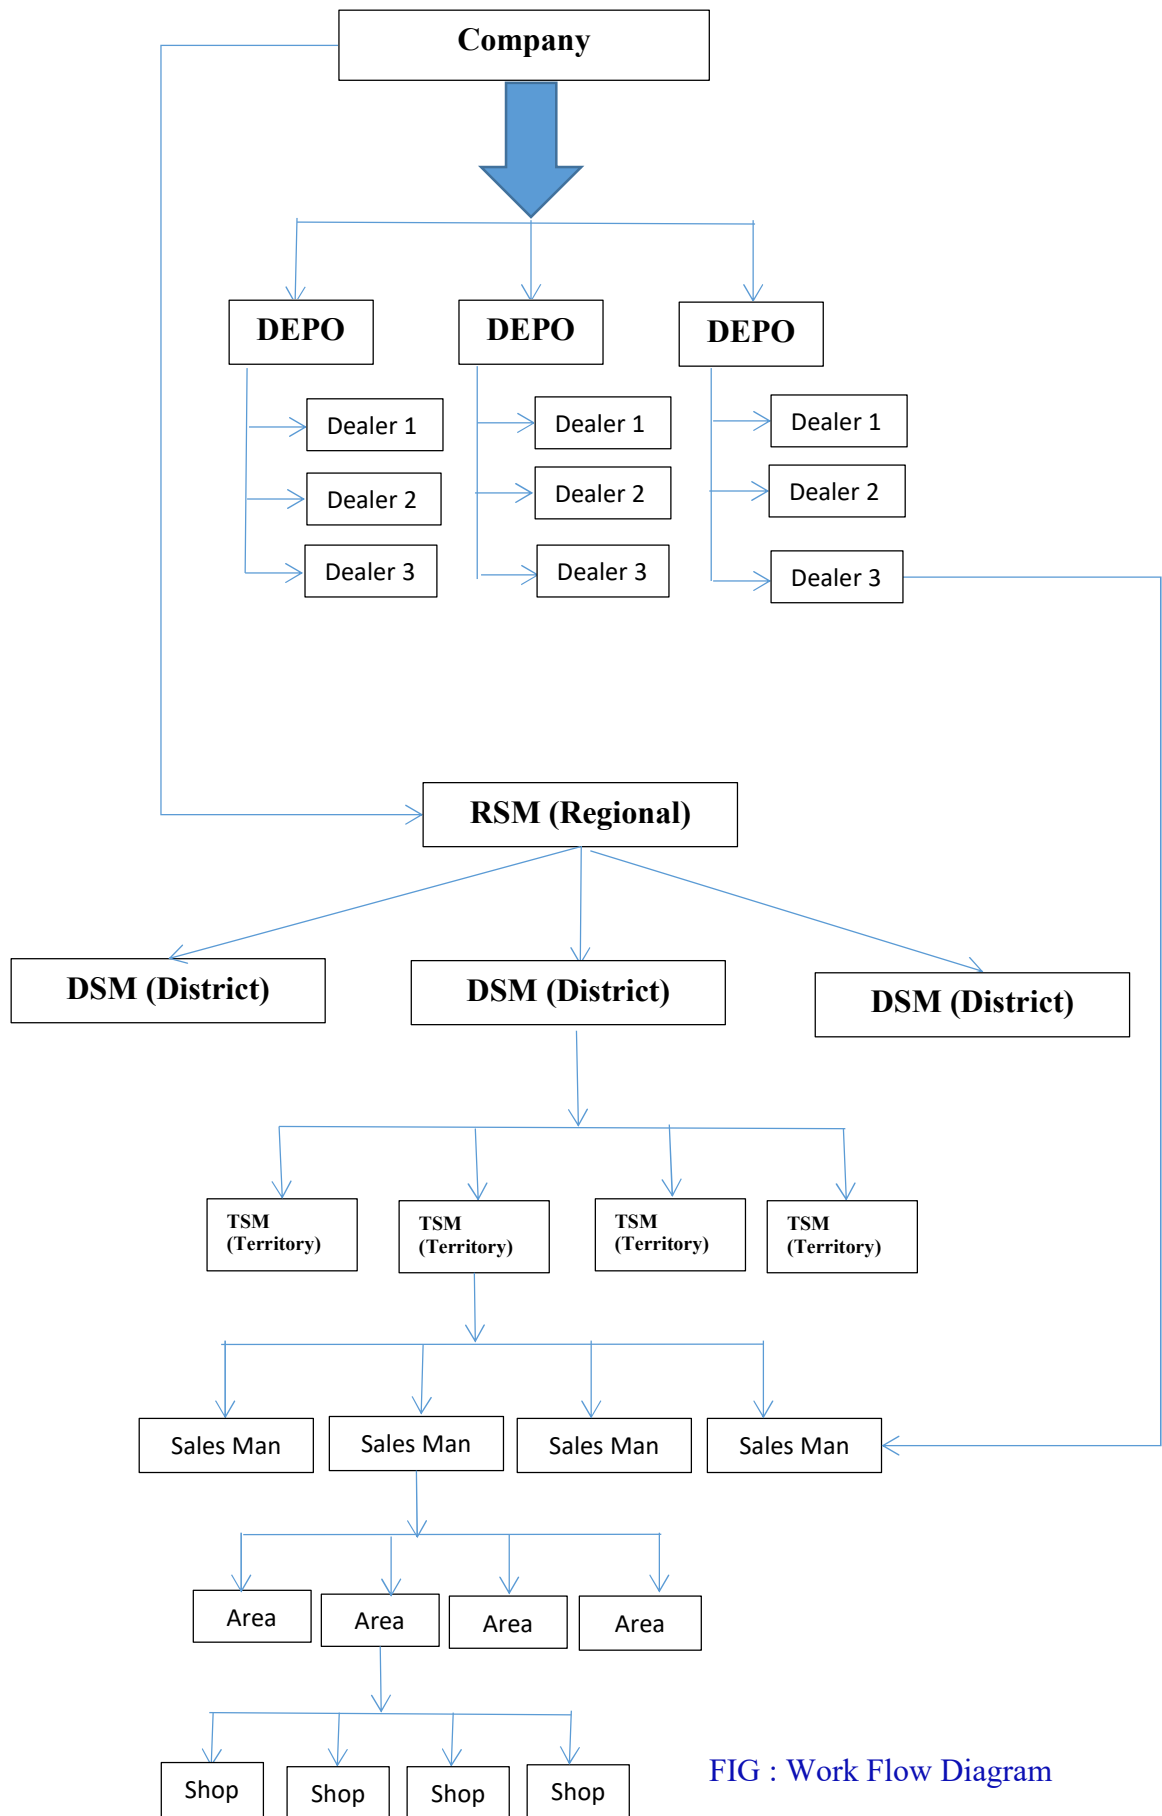 Company
DEPO
DEPO
DEPO
Dealer 1
Dealer 1
Dealer 1
Dealer 2
Dealer 2
Dealer 2
Dealer 3
Dealer 3
Dealer 3
RSM (Regional)
DSM (District)
DSM (District)
DSM (District)
TSM
(Territory)
TSM
(Territory)
TSM
(Territory)
TSM
(Territory)
Sales Man
Sales Man
Sales Man
Sales Man
Area
Area
Area
Area
Shop
Shop
Shop
Shop
FIG : Work Flow Diagram